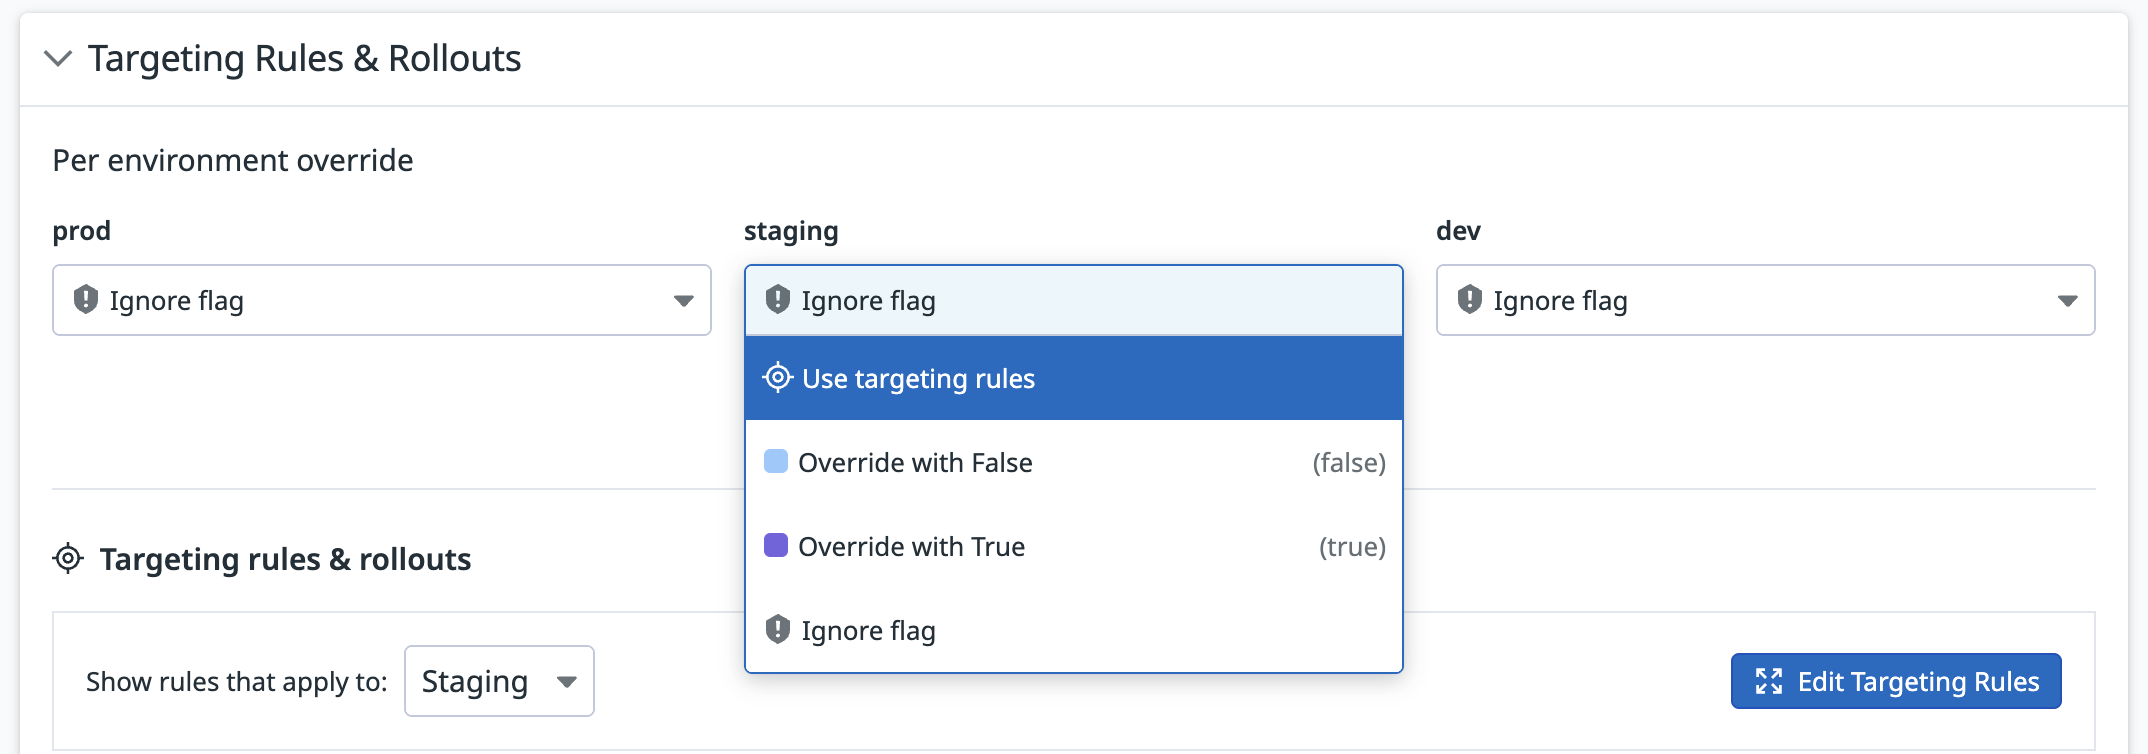 Targeting Rules & Rollouts
Per environment override
prod
staging
dev
Ignore flag
Ignore flag
Ignore flag
Use targeting rules
Override with False (false)
Override with True (true)
Ignore flag
Targeting rules & rollouts
Show rules that apply to: Staging
Edit Targeting Rules